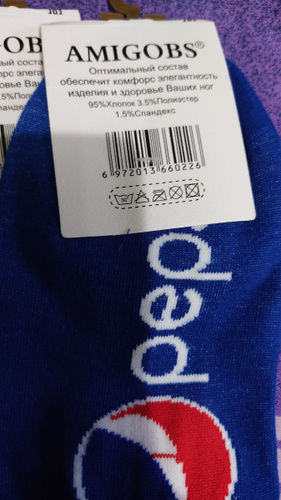 AMIGOBS®
Оптимальный состав
обеспечит комфорс элегантность
изделия и здоровье Ваших ног
95%Хлопок 3.5%Полиэстер
1.5%Спандекс
6 972013 660226
pepsi